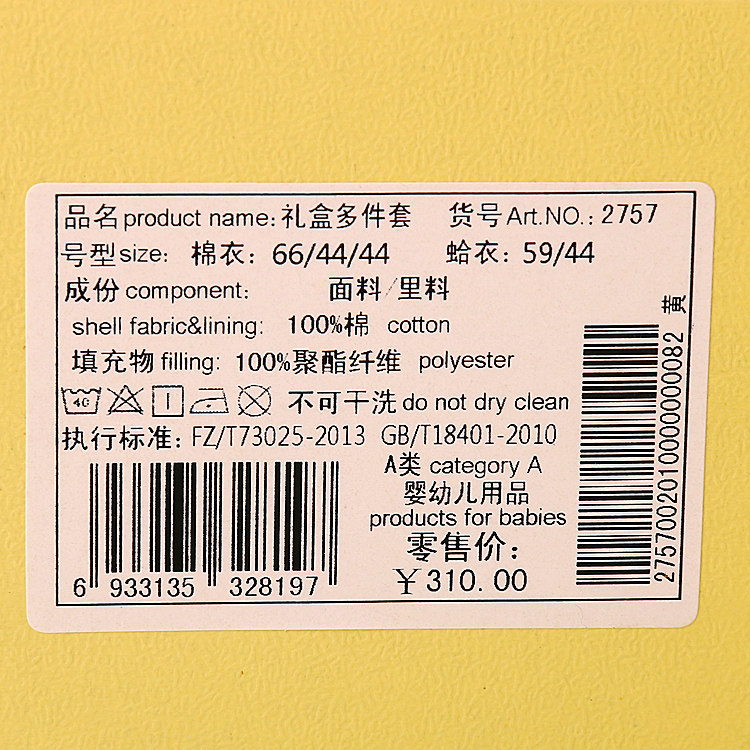 品名 product name: 礼盒多件套 货号 Art.NO.: 2757
号型 size: 棉衣: 66/44/44 蛤衣: 59/44
成份 component: 面料/里料
shell fabric&lining: 100%棉 cotton
填充物 filling: 100%聚酯纤维 polyester
40 不可干洗 do not dry clean
执行标准: FZ/T73025-2013 GB/T18401-2010
A类 category A
婴幼儿用品
products for babies
零售价:
￥310.00
6 933135 328197
黄
2757002010000000082